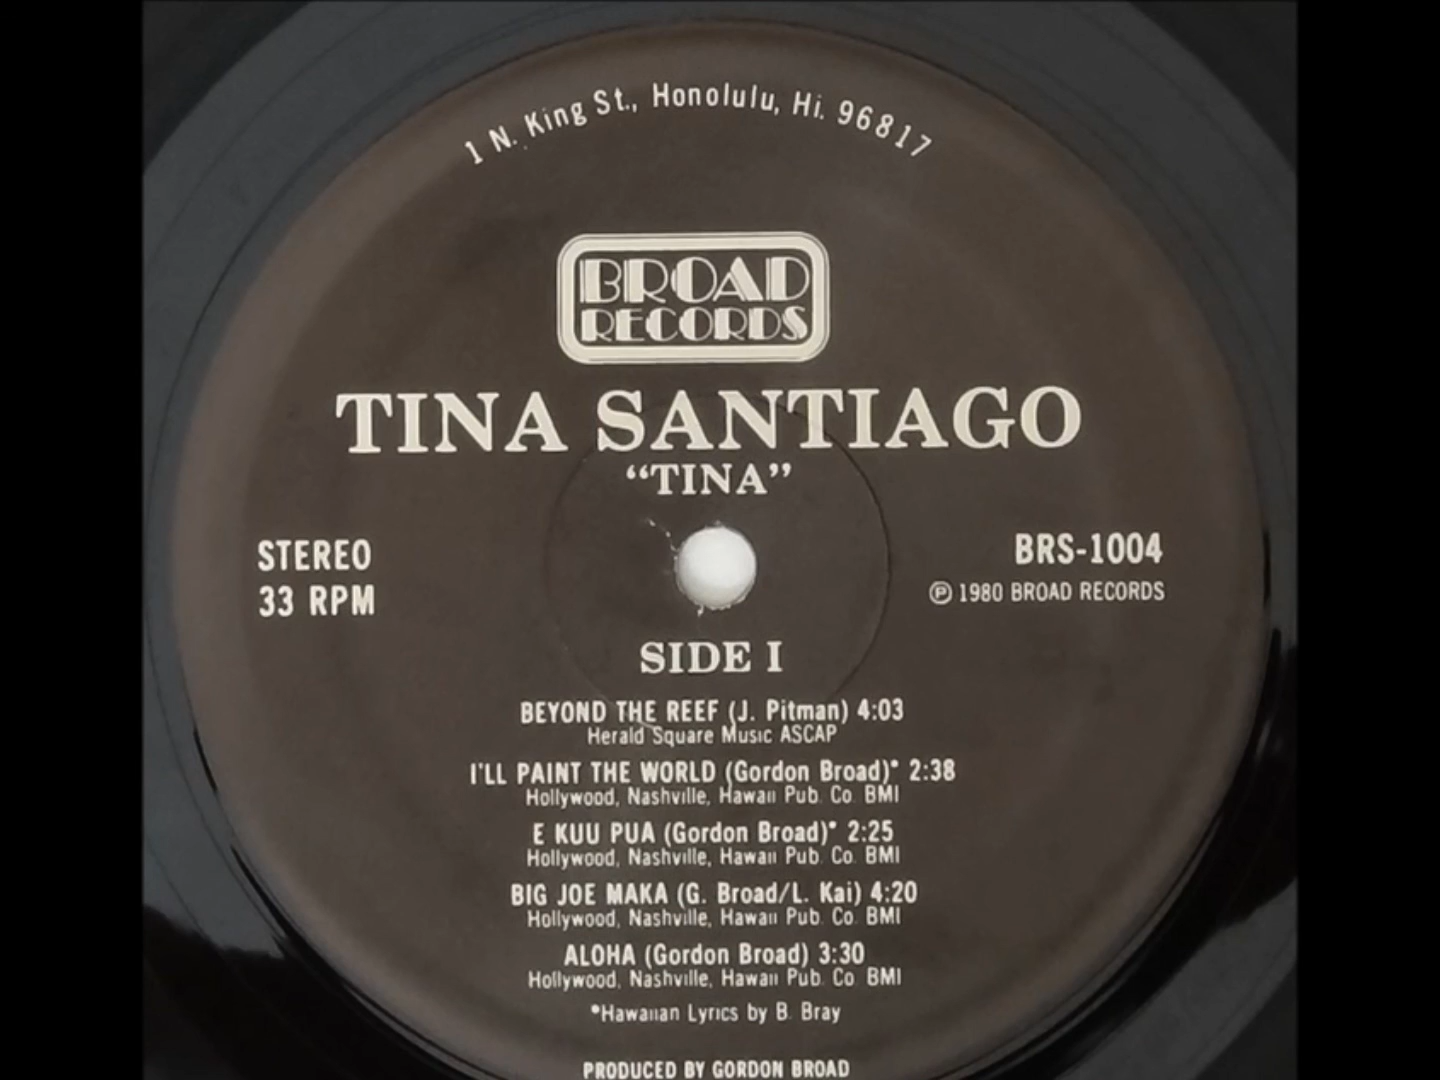 1 N. King St., Honolulu, Hi. 96817
BROAD
RECORDS
TINA SANTIAGO
“TINA”
STEREO
33 RPM
BRS-1004
Ⓟ 1980 BROAD RECORDS
SIDE I
BEYOND THE REEF (J. Pitman) 4:03
Herald Square Music ASCAP
I'LL PAINT THE WORLD (Gordon Broad)* 2:38
Hollywood, Nashville, Hawaii Pub. Co. BMI
E KUU PUA (Gordon Broad)* 2:25
Hollywood, Nashville, Hawaii Pub. Co. BMI
BIG JOE MAKA (G. Broad/L. Kai) 4:20
Hollywood, Nashville, Hawaii Pub. Co. BMI
ALOHA (Gordon Broad) 3:30
Hollywood, Nashville, Hawaii Pub. Co. BMI
*Hawaiian Lyrics by B. Bray
PRODUCED BY GORDON BROAD